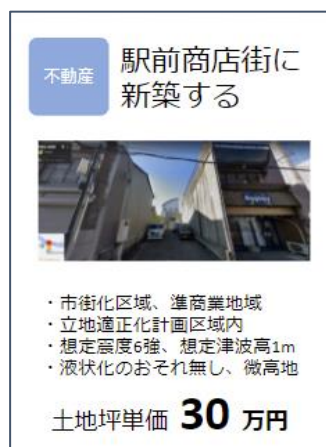 不動産
駅前商店街に
新築する
・市街化区域、準商業地域
・立地適正化計画区域内
・想定震度6強、想定津波高1m
・液状化のおそれ無し、微高地
土地坪単価 30 万円